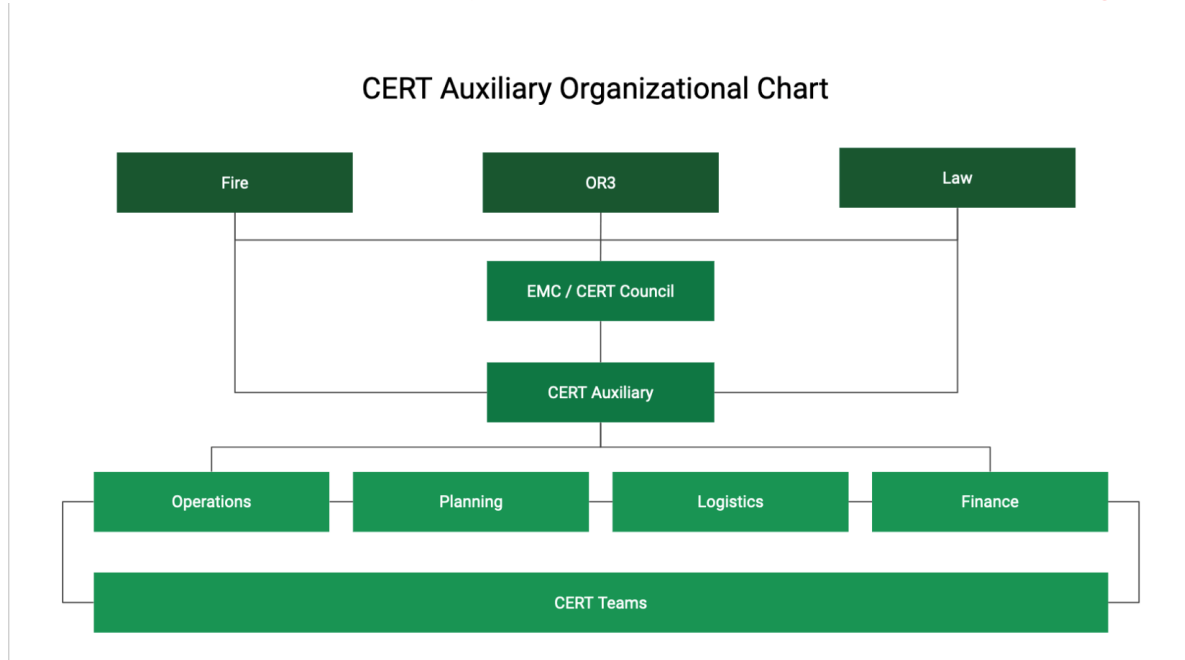 CERT Auxiliary Organizational Chart
Fire
OR3
Law
EMC / CERT Council
CERT Auxiliary
Operations
Planning
Logistics
Finance
CERT Teams